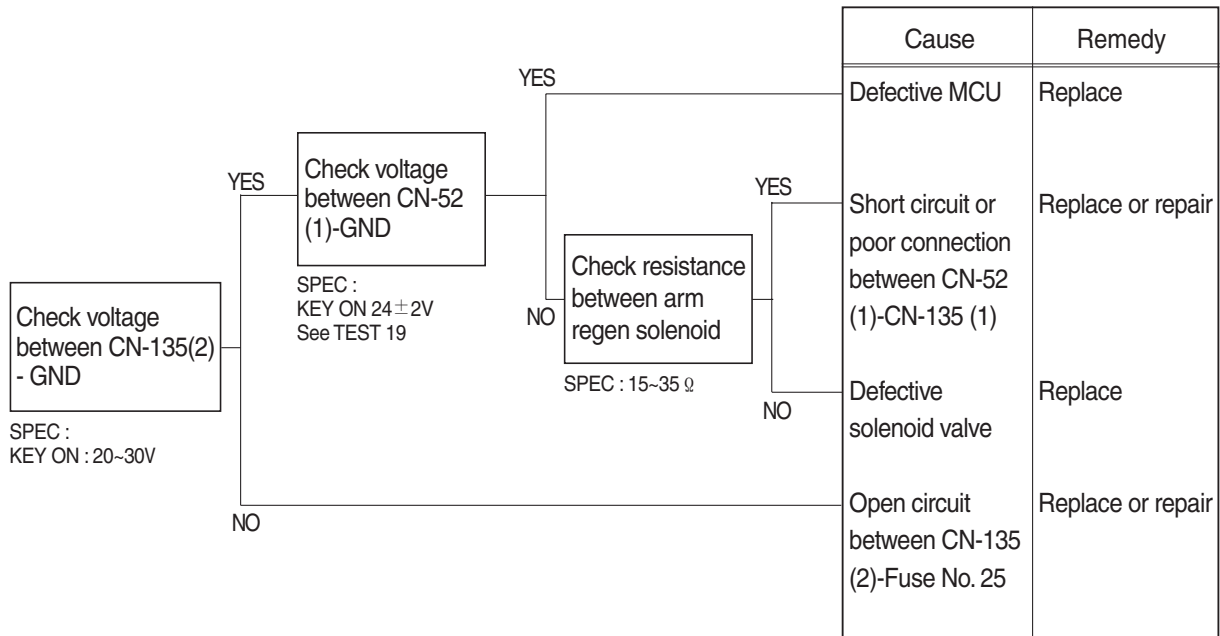 Cause
Remedy
YES
Defective MCU
Replace
Check voltage
between CN-52
(1)-GND
YES
YES
Short circuit or
poor connection
between CN-52
(1)-CN-135 (1)
Replace or repair
Check resistance
between arm
regen solenoid
SPEC :
KEY ON 24±2V
See TEST 19
NO
Check voltage
between CN-135(2)
- GND
SPEC : 15~35 Ω
NO
Defective
solenoid valve
Replace
SPEC :
KEY ON : 20~30V
NO
Open circuit
between CN-135
(2)-Fuse No. 25
Replace or repair